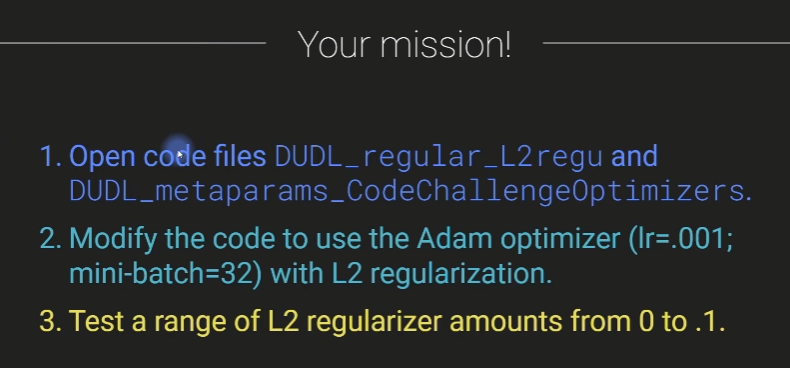 Your mission!
1. Open code files DUDL_regular_L2regu and
DUDL_metaparams_CodeChallengeOptimizers.
2. Modify the code to use the Adam optimizer (lr=.001;
mini-batch=32) with L2 regularization.
3. Test a range of L2 regularizer amounts from 0 to .1.